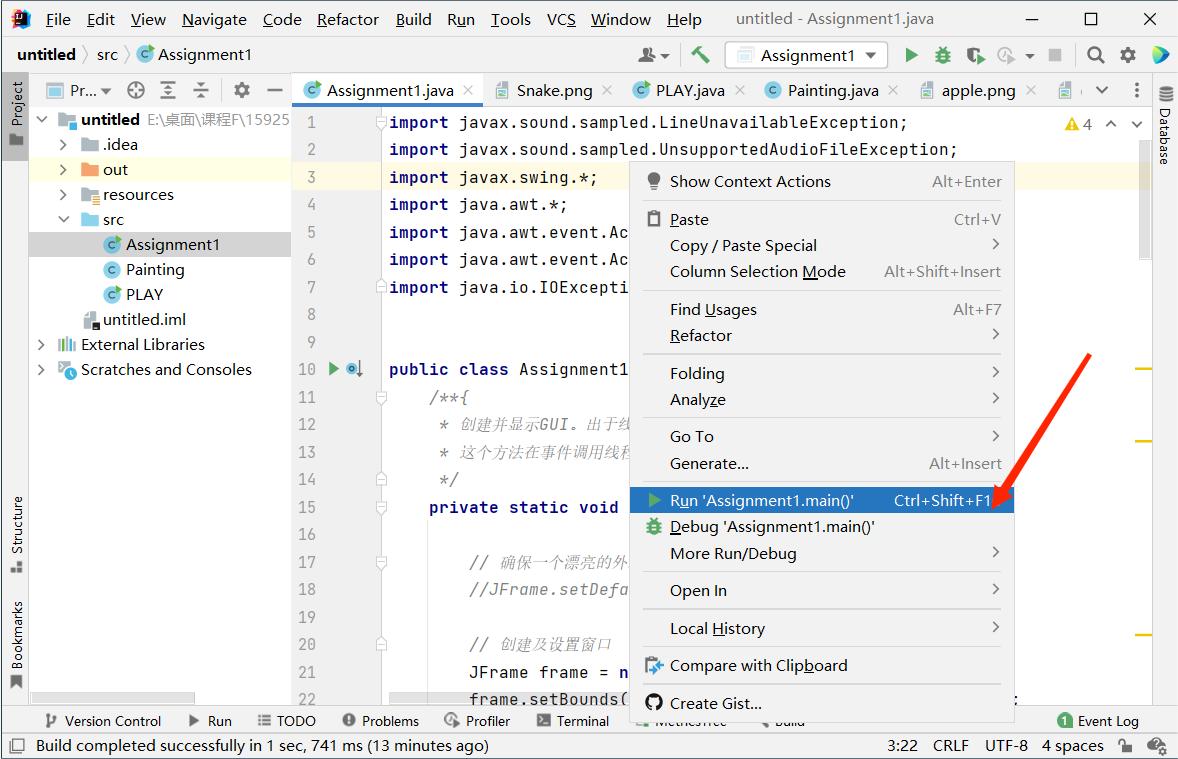 File Edit View Navigate Code Refactor Build Run Tools VCS Window Help untitled - Assignment1.java
untitled src Assignment1
Assignment1
Project
Pr...
Assignment1.java
Snake.png
PLAY.java
Painting.java
apple.png
untitled E:\桌面\课程F\15925
.idea
out
resources
src
Assignment1
Painting
PLAY
untitled.iml
External Libraries
Scratches and Consoles
Structure
Bookmarks
Database
4
1 import javax.sound.sampled.LineUnavailableException;
2 import javax.sound.sampled.UnsupportedAudioFileException;
3 import javax.swing.*;
4 import java.awt.*;
5 import java.awt.event.Ac
6 import java.awt.event.Ac
7 import java.io.IOExcepti
8
9
10 public class Assignment1
11 /**{
12 * 创建并显示GUI。出于线
13 * 这个方法在事件调用线程
14 */
15 private static void
16
17 // 确保一个漂亮的外
18 //JFrame.setDefa
19
20 // 创建及设置窗口
21 JFrame frame = n
22 frame.setBounds(
Show Context Actions Alt+Enter
Paste Ctrl+V
Copy / Paste Special
Column Selection Mode Alt+Shift+Insert
Find Usages Alt+F7
Refactor
Folding
Analyze
Go To
Generate... Alt+Insert
Run 'Assignment1.main()' Ctrl+Shift+F1
Debug 'Assignment1.main()'
More Run/Debug
Open In
Local History
Compare with Clipboard
Create Gist...
Version Control Run TODO Problems Profiler Terminal 1 Event Log
Build completed successfully in 1 sec, 741 ms (13 minutes ago) 3:22 CRLF UTF-8 4 spaces